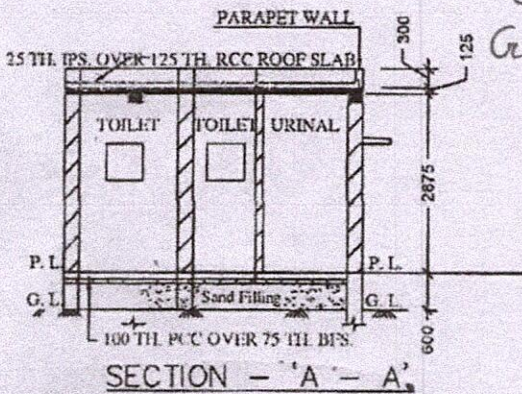 PARAPET WALL
300
25 TH. IPS. OVER 125 TH. RCC ROOF SLAB
125
TOILET TOILET URINAL
2875
P. L. P. L.
G. L. Sand Filling G. L.
600
100 TH. PCC OVER 75 TH. BFS.
SECTION - 'A - A'